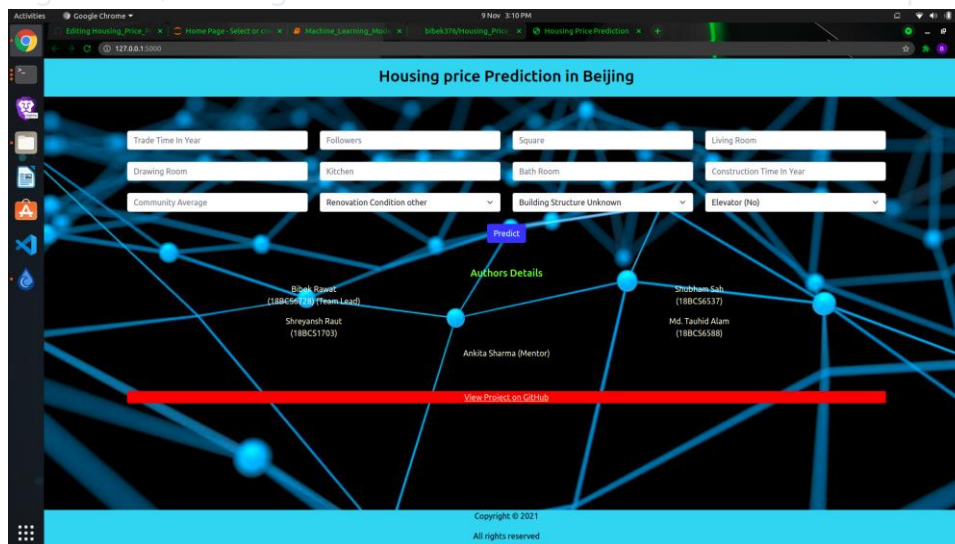 Activities
Google Chrome
9 Nov 3:10 PM
Editing Housing_Price_P
Home Page - Select or cre
Machine_Learning_Mode
bibek376/Housing_Price
Housing Price Prediction
127.0.0.1:5000
Housing price Prediction in Beijing
Trade Time In Year
Followers
Square
Living Room
Drawing Room
Kitchen
Bath Room
Construction Time In Year
Community Average
Renovation Condition other
Building Structure Unknown
Elevator (No)
Predict
Authors Details
Bibek Rawat
(18BCS6728) (Team Lead)
Shubham Sah
(18BCS6537)
Shreyansh Raut
(18BCS1703)
Md. Tauhid Alam
(18BCS6588)
Ankita Sharma (Mentor)
View Project on GitHub
Copyright © 2021
All rights reserved